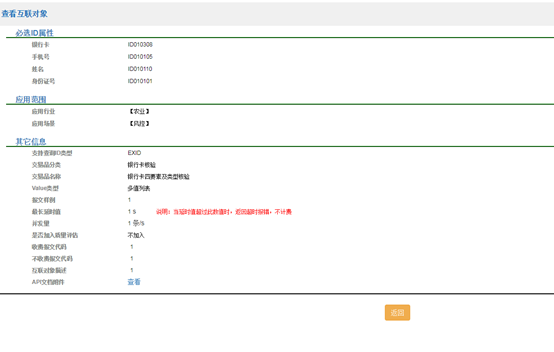 查看互联对象
必选ID属性
银行卡 ID010308
手机号 ID010105
姓名 ID010110
身份证号 ID010101
应用范围
应用行业 【农业】
应用场景 【风控】
其它信息
支持查询ID类型 EXID
交易品分类 银行卡核验
交易品名称 银行卡四要素及类型核验
Value类型 多值列表
报文样例 1
最长延时值 1 s 说明：当延时值超过此数值时，返回超时报错，不计费
并发量 1 条/s
是否加入质量评估 不加入
收费报文代码 1
不收费报文代码 1
互联对象描述 1
API文档组件 查看
返回